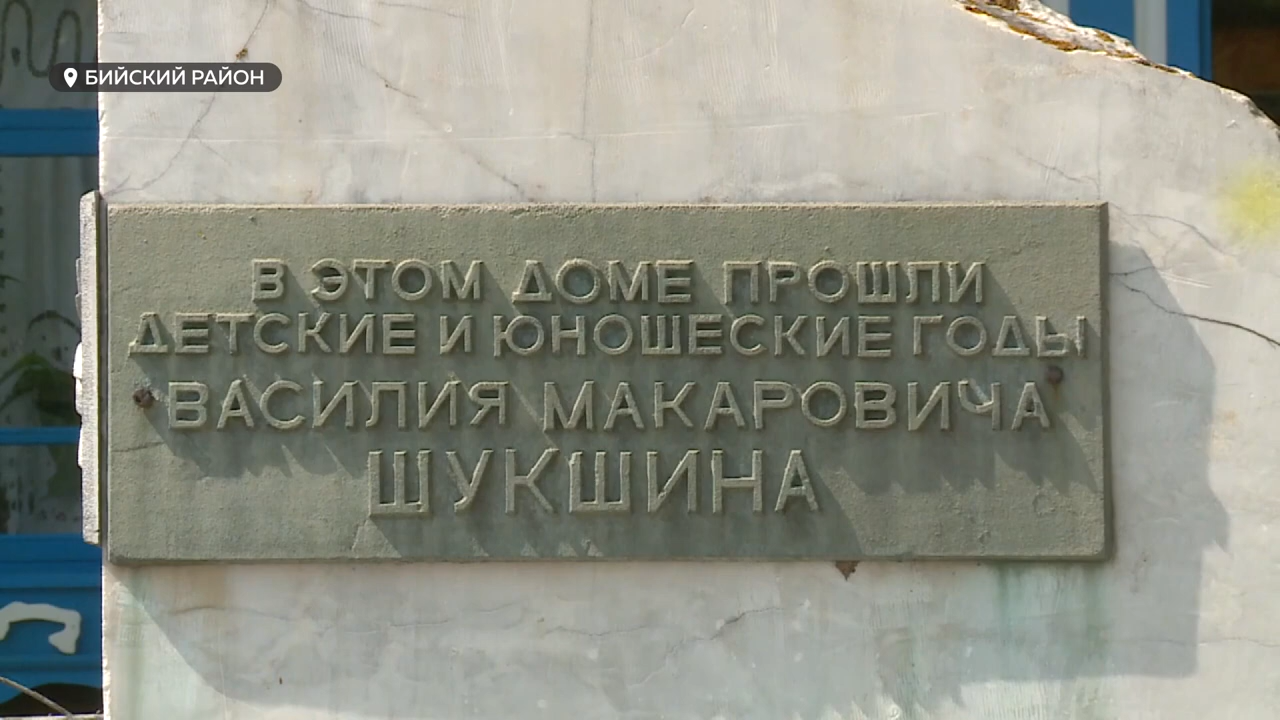 БИЙСКИЙ РАЙОН
В ЭТОМ ДОМЕ ПРОШЛИ
ДЕТСКИЕ И ЮНОШЕСКИЕ ГОДЫ
ВАСИЛИЯ МАКАРОВИЧА
ШУКШИНА